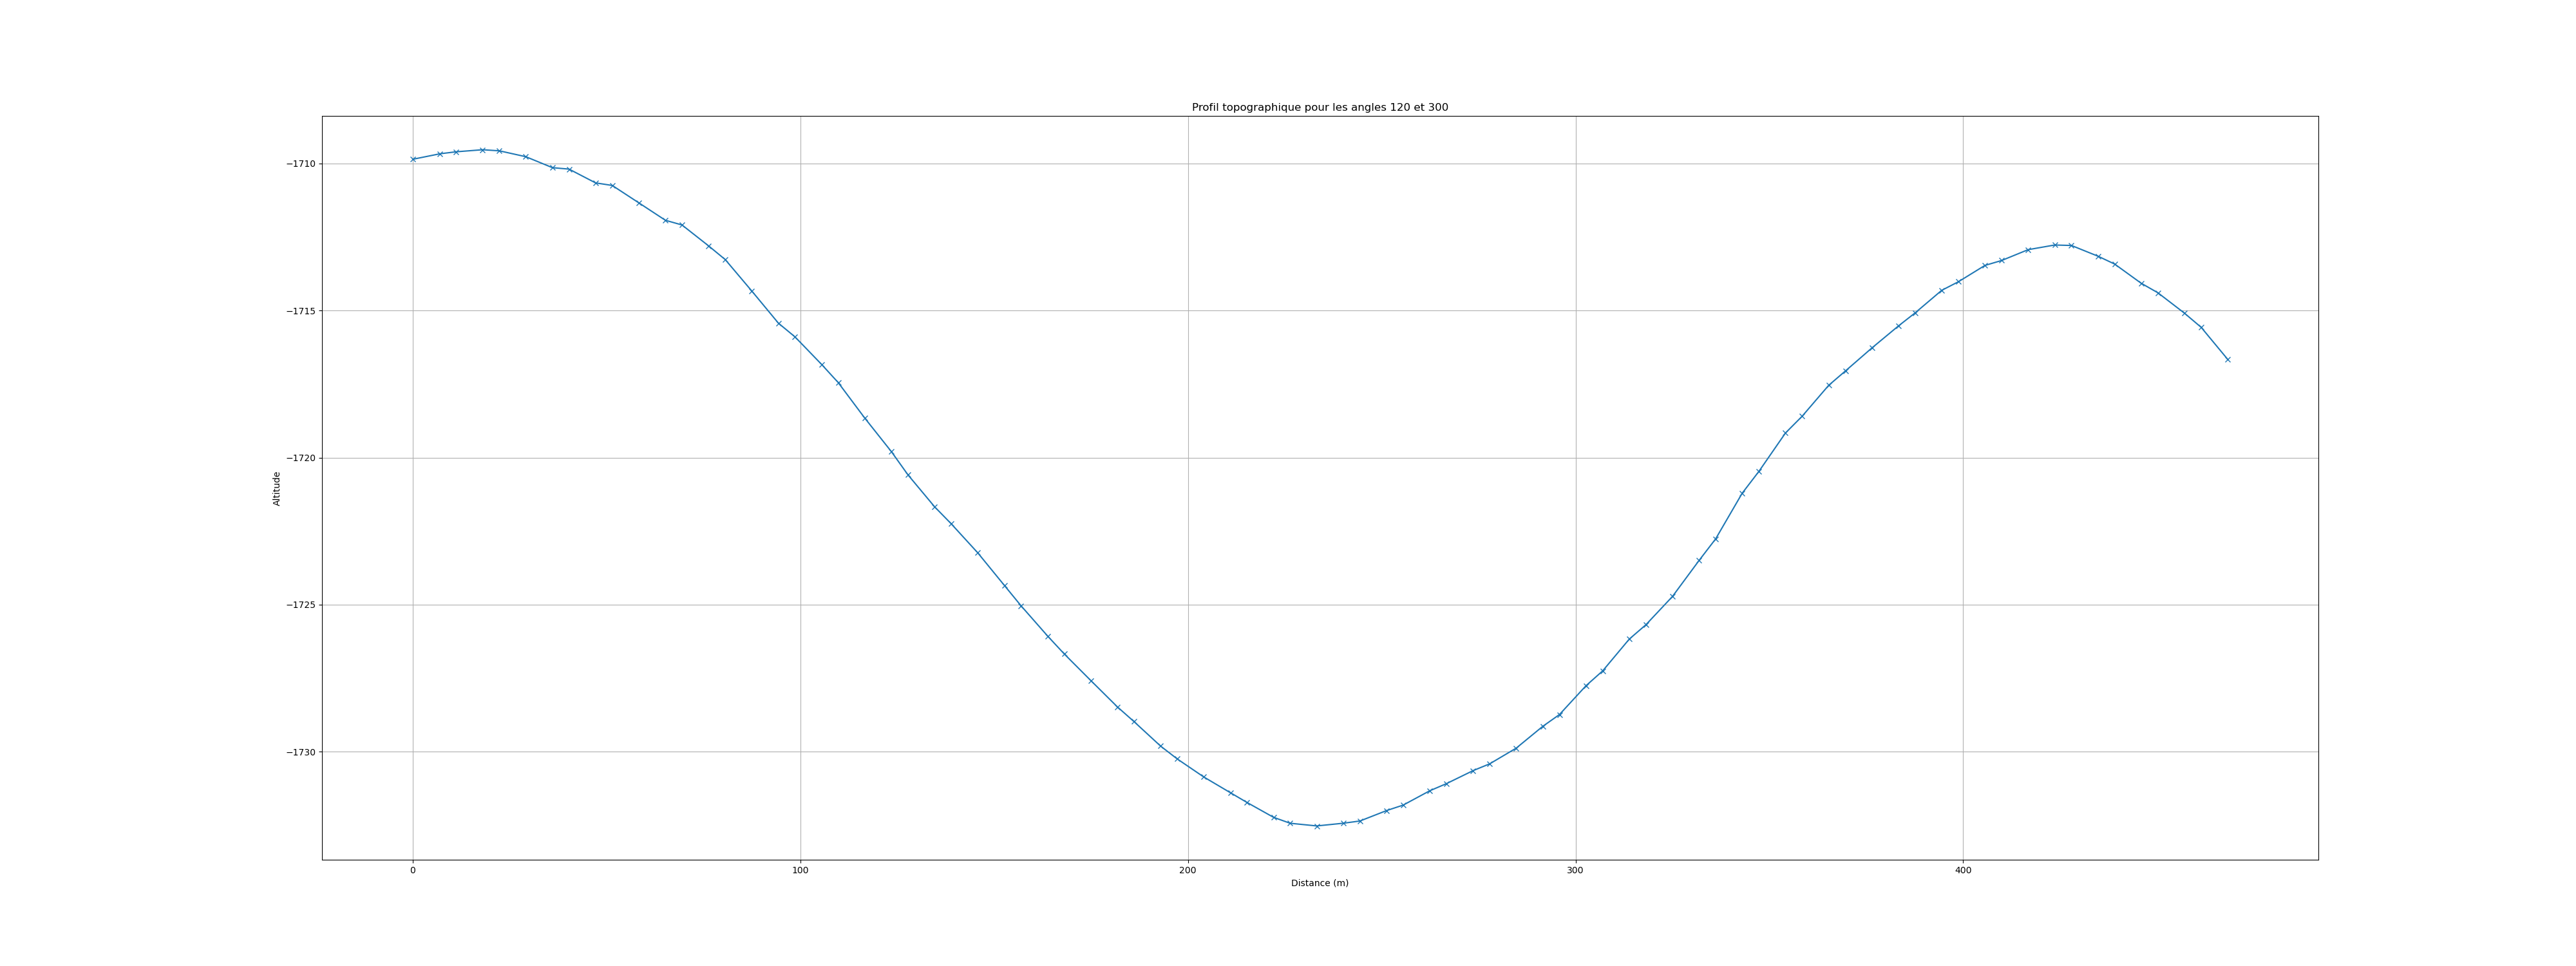 Profil topographique pour les angles 120 et 300
−1710
−1715
−1720
−1725
−1730
Altitude
0 100 200 300 400
Distance (m)